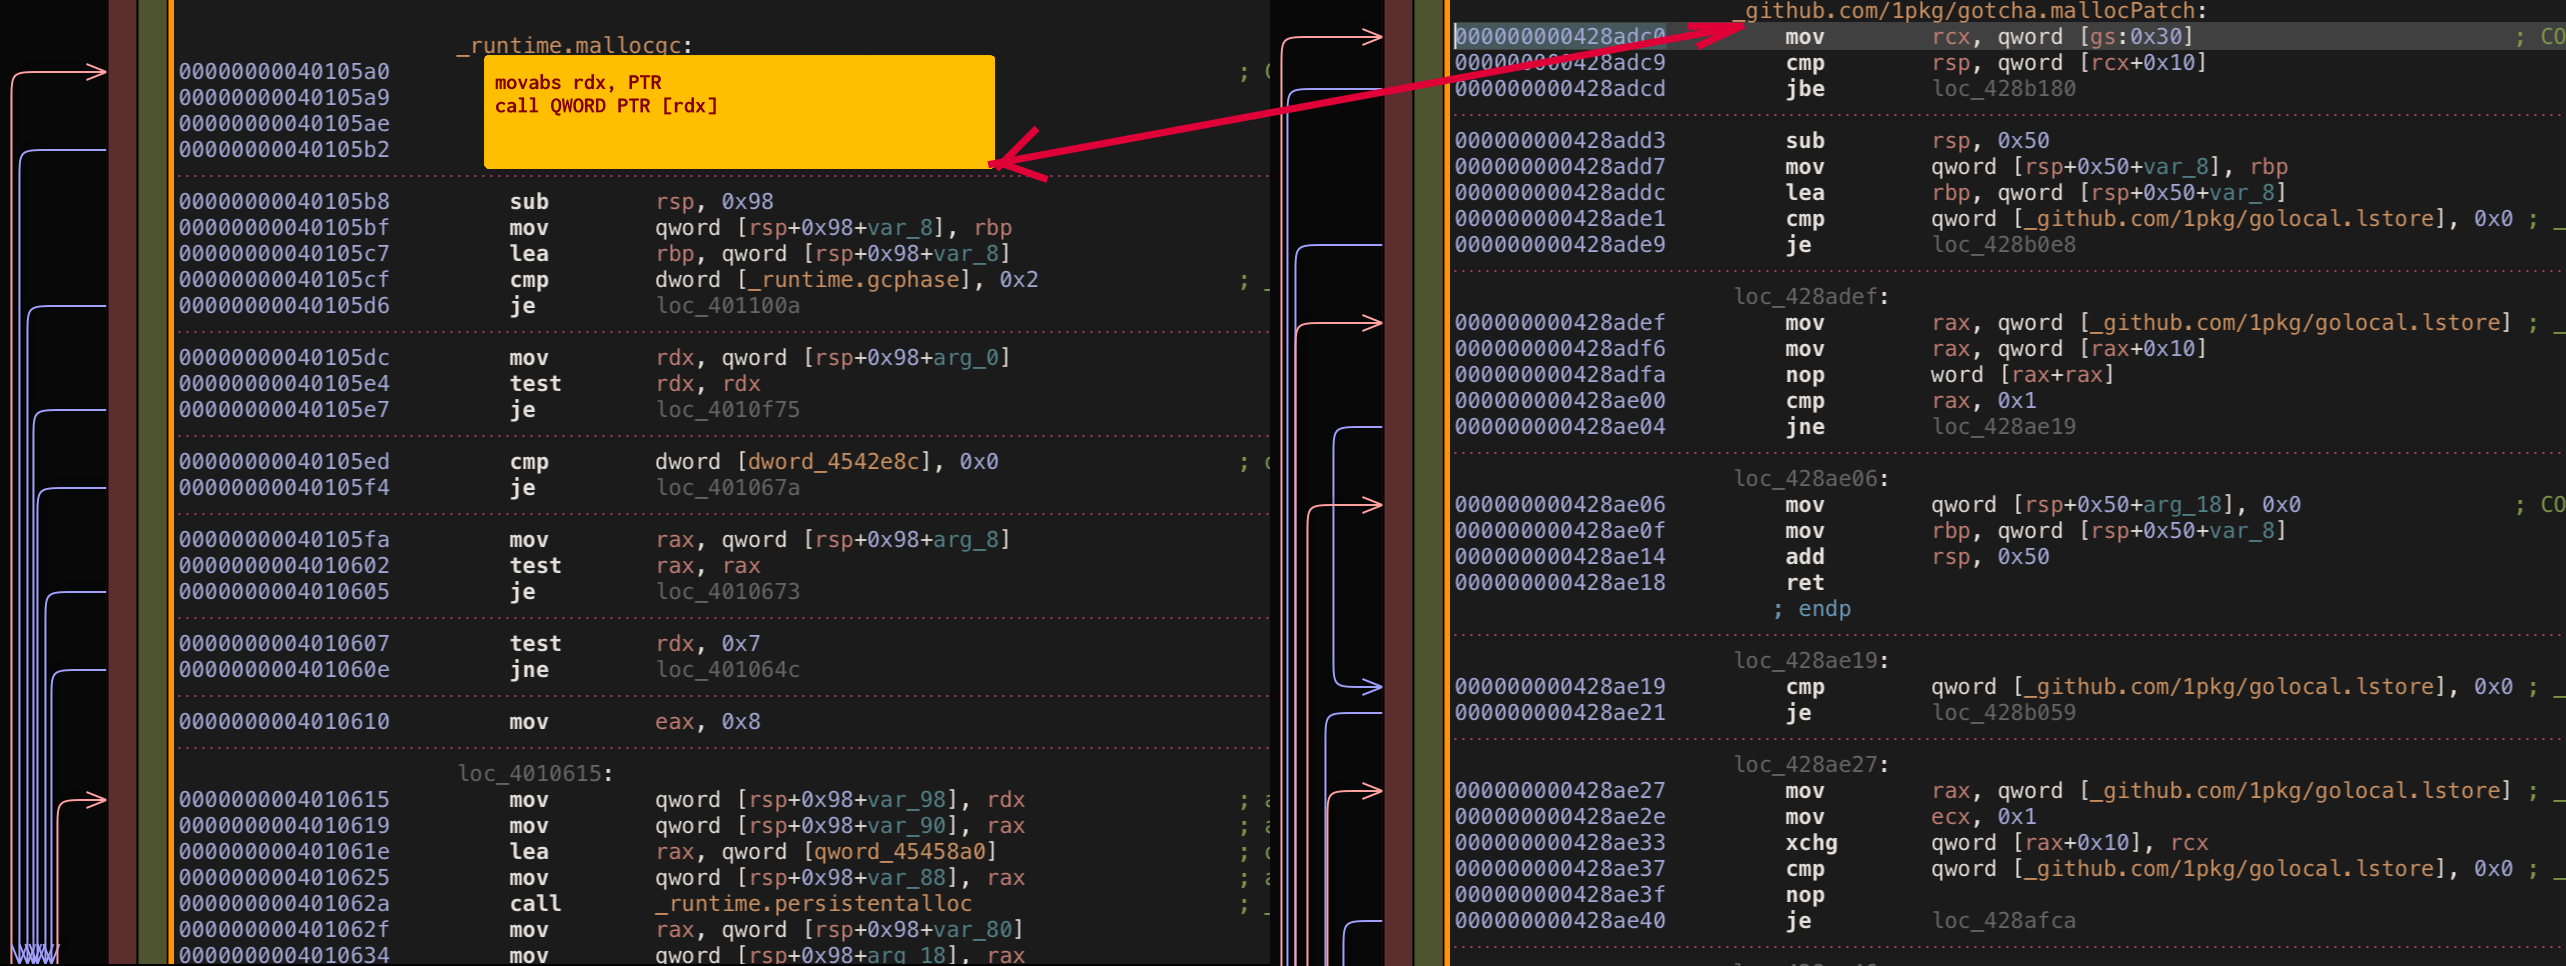 _runtime.mallocgc:
00000000040105a0 ;
00000000040105a9 movabs rdx, PTR
00000000040105ae call QWORD PTR [rdx]
00000000040105b2
00000000040105b8 sub rsp, 0x98
00000000040105bf mov qword [rsp+0x98+var_8], rbp
00000000040105c7 lea rbp, qword [rsp+0x98+var_8]
00000000040105cf cmp dword [_runtime.gcphase], 0x2 ; _
00000000040105d6 je loc_401100a
00000000040105dc mov rdx, qword [rsp+0x98+arg_0]
00000000040105e4 test rdx, rdx
00000000040105e7 je loc_4010f75
00000000040105ed cmp dword [dword_4542e8c], 0x0 ;
00000000040105f4 je loc_401067a
00000000040105fa mov rax, qword [rsp+0x98+arg_8]
0000000004010602 test rax, rax
0000000004010605 je loc_4010673
0000000004010607 test rdx, 0x7
000000000401060e jne loc_401064c
0000000004010610 mov eax, 0x8
loc_4010615:
0000000004010615 mov qword [rsp+0x98+var_98], rdx ;
0000000004010619 mov qword [rsp+0x98+var_90], rax ;
000000000401061e lea rax, qword [qword_45458a0] ;
0000000004010625 mov qword [rsp+0x98+var_88], rax ;
000000000401062a call _runtime.persistentalloc ; _
000000000401062f mov rax, qword [rsp+0x98+var_80]
0000000004010634 mov qword [rsp+0x98+arg_18], rax
_github.com/1pkg/gotcha.mallocPatch:
000000000428adc0 mov rcx, qword [gs:0x30] ; CO
000000000428adc9 cmp rsp, qword [rcx+0x10]
000000000428adcd jbe loc_428b180
000000000428add3 sub rsp, 0x50
000000000428add7 mov qword [rsp+0x50+var_8], rbp
000000000428addc lea rbp, qword [rsp+0x50+var_8]
000000000428ade1 cmp qword [_github.com/1pkg/golocal.lstore], 0x0 ; _
000000000428ade9 je loc_428b0e8
loc_428adef:
000000000428adef mov rax, qword [_github.com/1pkg/golocal.lstore] ; _
000000000428adf6 mov rax, qword [rax+0x10]
000000000428adfa nop word [rax+rax]
000000000428ae00 cmp rax, 0x1
000000000428ae04 jne loc_428ae19
loc_428ae06:
000000000428ae06 mov qword [rsp+0x50+arg_18], 0x0 ; CO
000000000428ae0f mov rbp, qword [rsp+0x50+var_8]
000000000428ae14 add rsp, 0x50
000000000428ae18 ret
; endp
loc_428ae19:
000000000428ae19 cmp qword [_github.com/1pkg/golocal.lstore], 0x0 ; _
000000000428ae21 je loc_428b059
loc_428ae27:
000000000428ae27 mov rax, qword [_github.com/1pkg/golocal.lstore] ; _
000000000428ae2e mov ecx, 0x1
000000000428ae33 xchg qword [rax+0x10], rcx
000000000428ae37 cmp qword [_github.com/1pkg/golocal.lstore], 0x0 ; _
000000000428ae3f nop
000000000428ae40 je loc_428afca